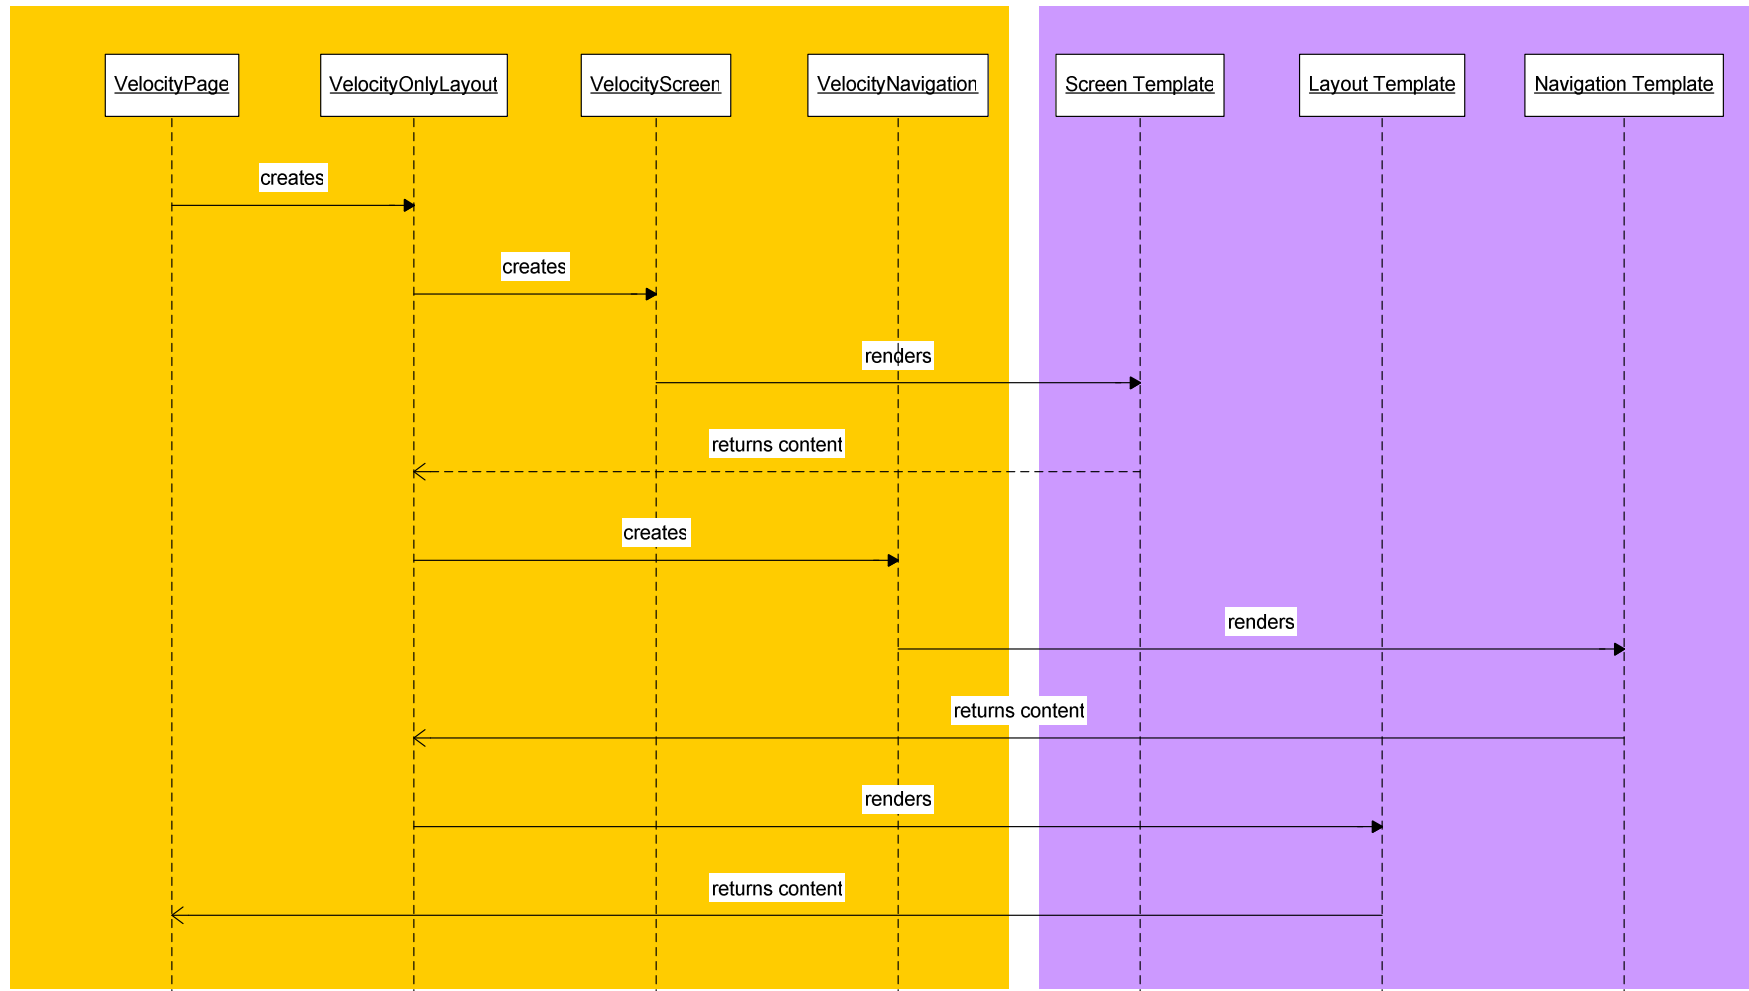 VelocityPage
VelocityOnlyLayout
VelocityScreen
VelocityNavigation
Screen Template
Layout Template
Navigation Template
creates
creates
renders
returns content
creates
renders
returns content
renders
returns content